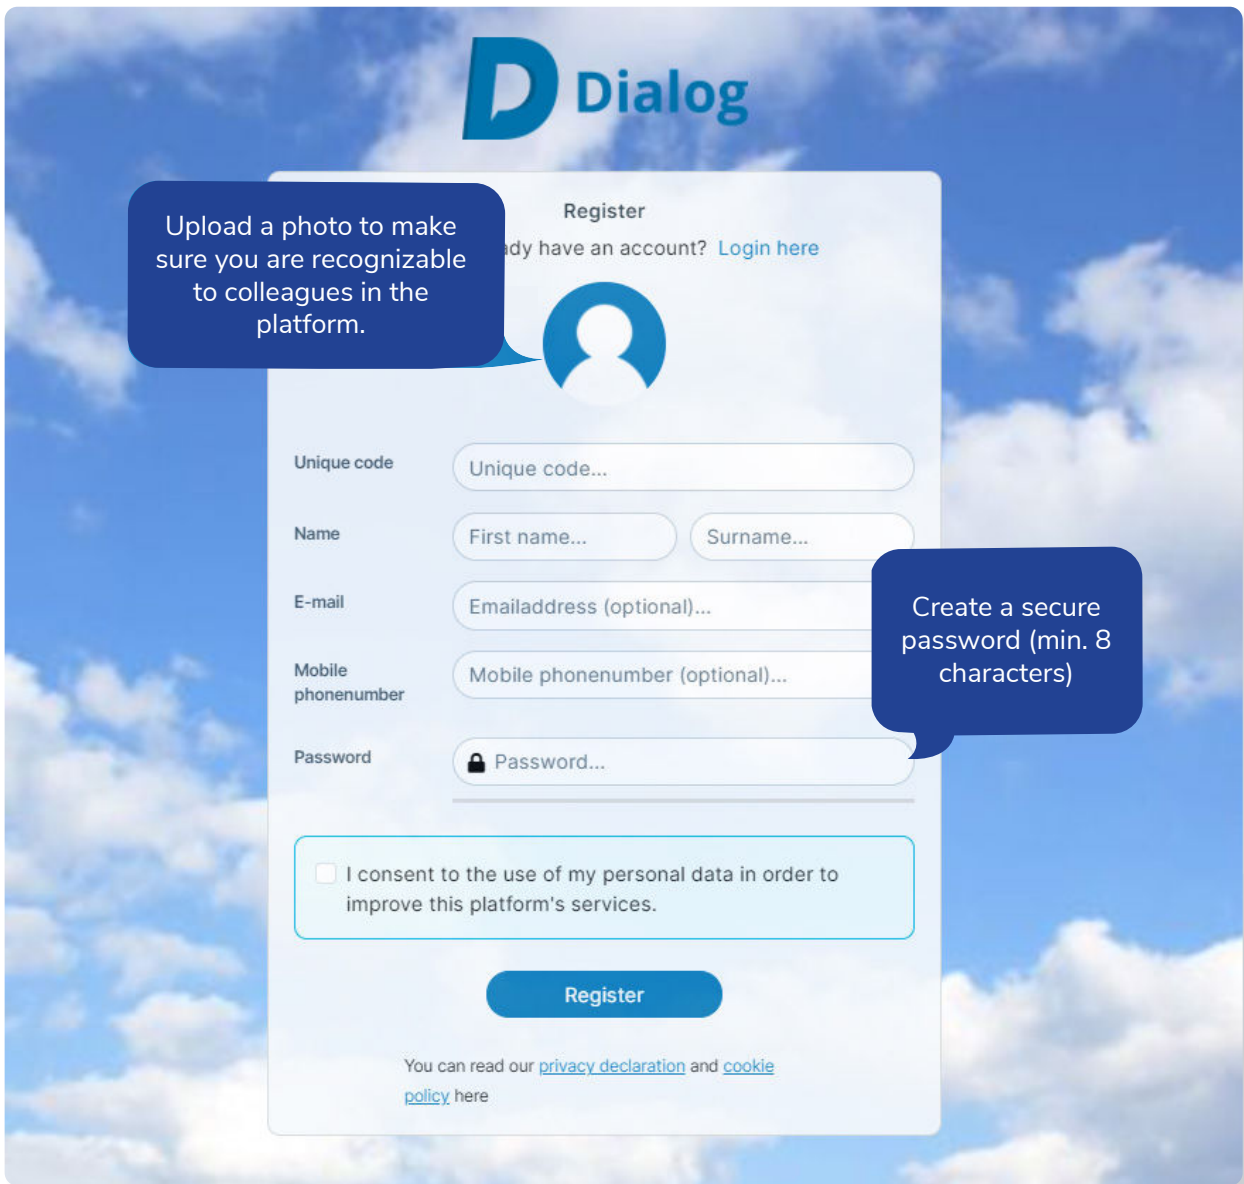 Dialog
Register
Upload a photo to make
sure you are recognizable
to colleagues in the
platform.
have an account? Login here
Unique code
Unique code...
Name
First name...
Surname...
E-mail
Emailaddress (optional)...
Create a secure
password (min. 8
characters)
Mobile
phonenumber
Mobile phonenumber (optional)...
Password
Password...
I consent to the use of my personal data in order to
improve this platform's services.
Register
You can read our privacy declaration and cookie
policy here